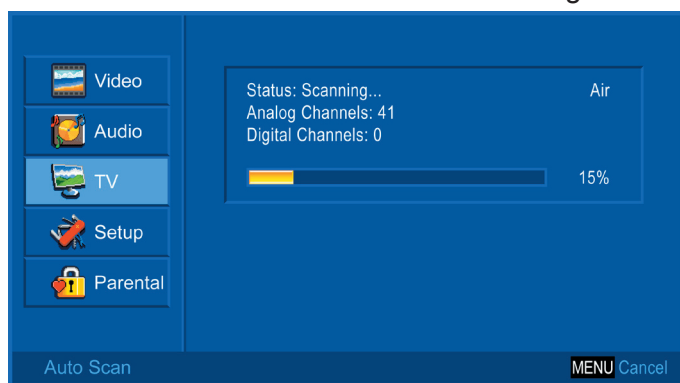 Video
Audio
TV
Setup
Parental
Status: Scanning... Air
Analog Channels: 41
Digital Channels: 0
15%
Auto Scan
MENU Cancel